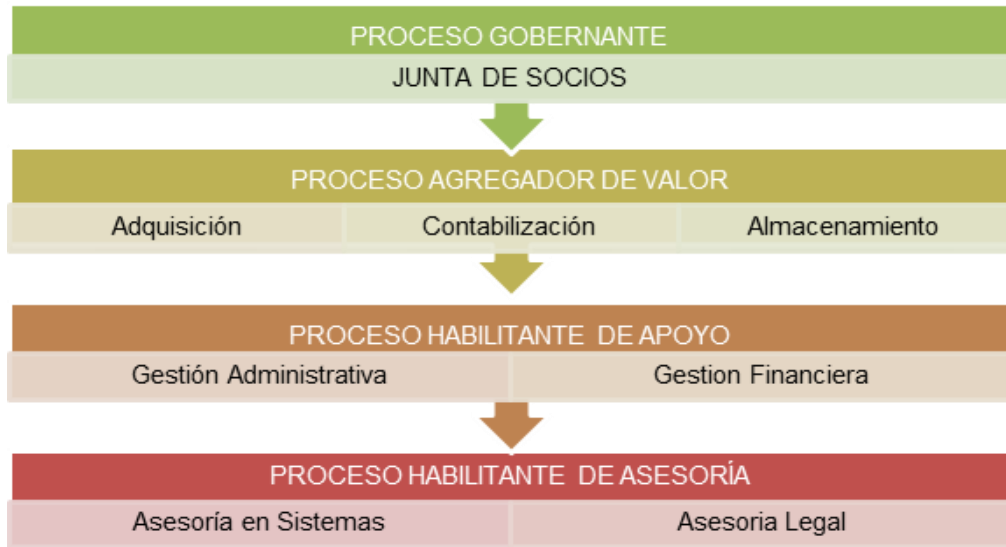 PROCESO GOBERNANTE
JUNTA DE SOCIOS
PROCESO AGREGADOR DE VALOR
Adquisición Contabilización Almacenamiento
PROCESO HABILITANTE DE APOYO
Gestión Administrativa Gestion Financiera
PROCESO HABILITANTE DE ASESORÍA
Asesoría en Sistemas Asesoria Legal